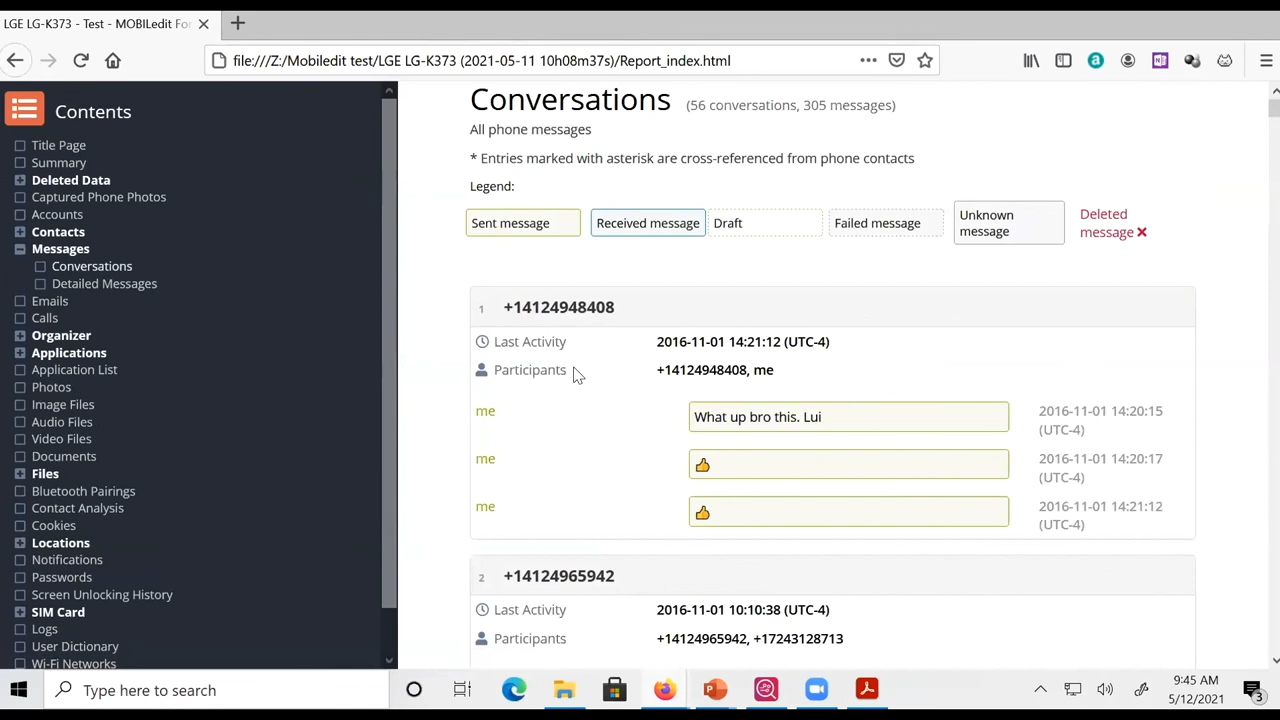 LGE LG-K373 - Test - MOBILedit For
file:///Z:/Mobiledit test/LGE LG-K373 (2021-05-11 10h08m37s)/Report_index.html
Contents
Title Page
Summary
Deleted Data
Captured Phone Photos
Accounts
Contacts
Messages
Conversations
Detailed Messages
Emails
Calls
Organizer
Applications
Application List
Photos
Image Files
Audio Files
Video Files
Documents
Files
Bluetooth Pairings
Contact Analysis
Cookies
Locations
Notifications
Passwords
Screen Unlocking History
SIM Card
Logs
User Dictionary
Wi-Fi Networks
Conversations (56 conversations, 305 messages)
All phone messages
* Entries marked with asterisk are cross-referenced from phone contacts
Legend:
Sent message
Received message
Draft
Failed message
Unknown
message
Deleted
message
1 +14124948408
Last Activity 2016-11-01 14:21:12 (UTC-4)
Participants +14124948408, me
me What up bro this. Lui 2016-11-01 14:20:15
(UTC-4)
me 👍 2016-11-01 14:20:17
(UTC-4)
me 👍 2016-11-01 14:21:12
(UTC-4)
2 +14124965942
Last Activity 2016-11-01 10:10:38 (UTC-4)
Participants +14124965942, +17243128713
Type here to search
9:45 AM
5/12/2021
3